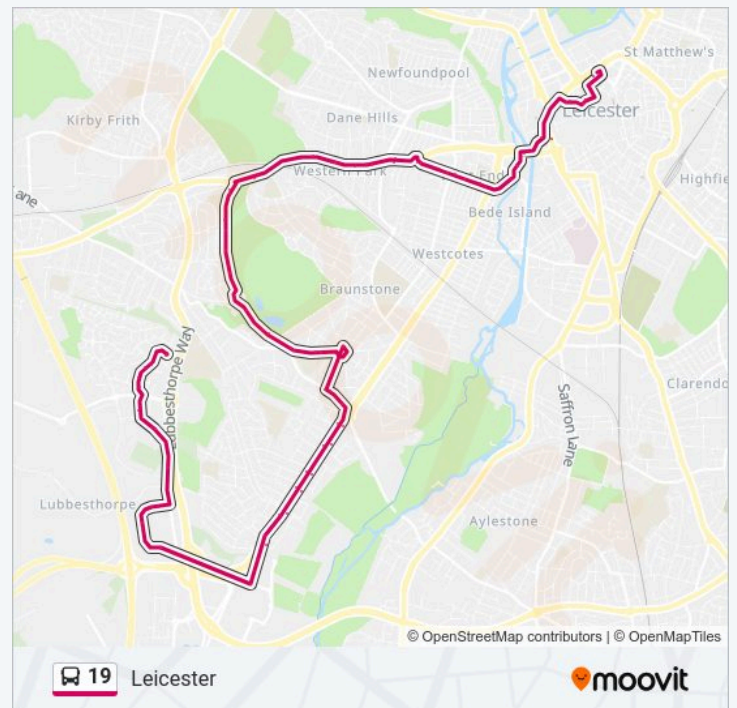 St Matthew's
Newfoundpool
Leicester
Dane Hills
Kirby Frith
Western Park
End
Highfie
ane
Bede Island
Westcotes
Braunstone
Lubbesthorpe Way
Saffron Lane
Clarendo
Lubbesthorpe
Aylestone
© OpenStreetMap contributors | © OpenMapTiles
19 Leicester
moovit